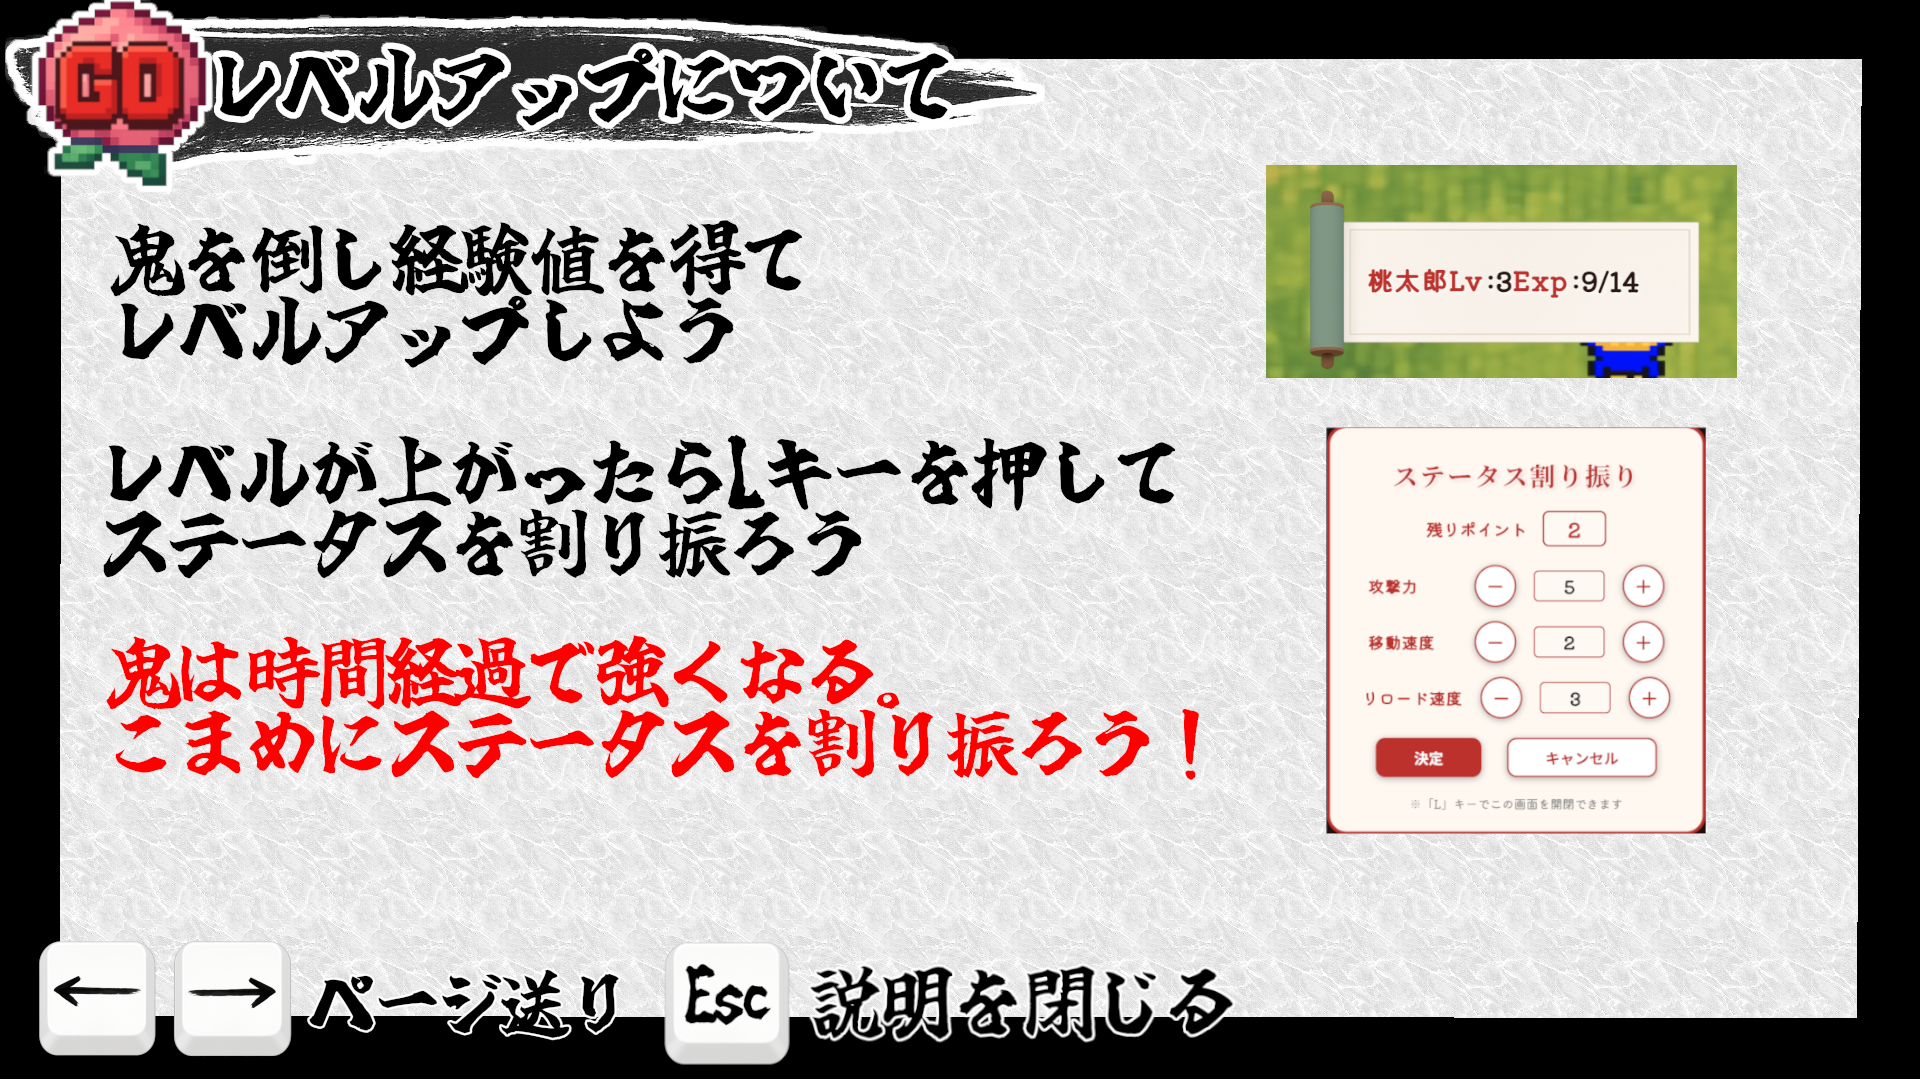 GO
レベルアップについて
鬼を倒し経験値を得て
レベルアップしよう
桃太郎Lv:3Exp:9/14
レベルが上がったらLキーを押して
ステータスを割り振ろう
鬼は時間経過で強くなる。
こまめにステータスを割り振ろう！
ステータス割り振り
残りポイント 2
攻撃力 － 5 ＋
移動速度 － 2 ＋
リロード速度 － 3 ＋
決定 キャンセル
※「L」キーでこの画面を開閉できます
← → ページ送り Esc 説明を閉じる